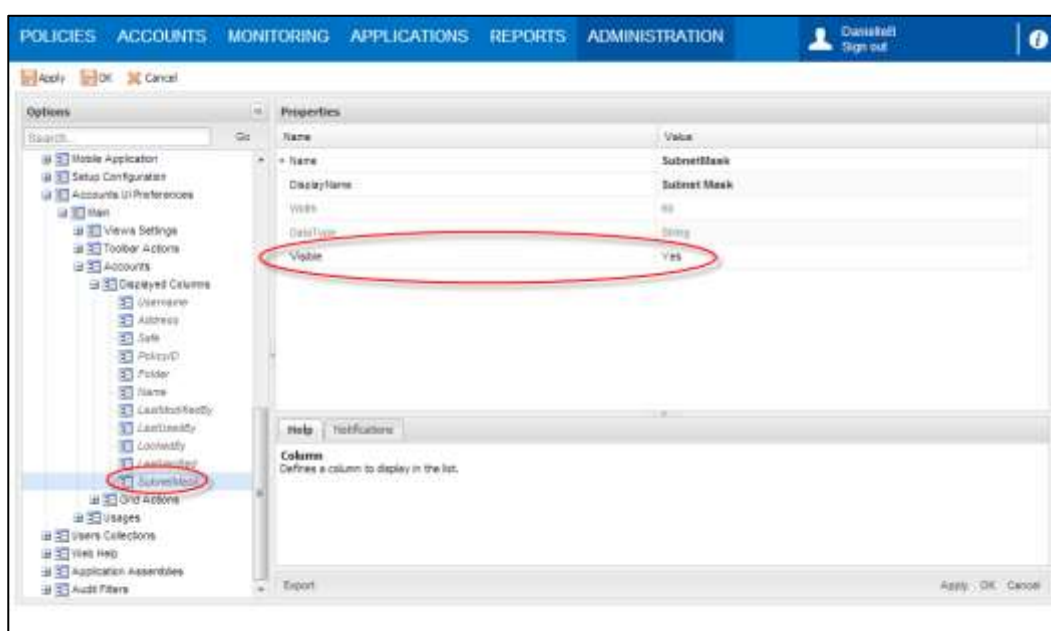 POLICIES ACCOUNTS MONITORING APPLICATIONS REPORTS ADMINISTRATION
Sign out
Apply OK Cancel
Options
Properties
Search... Go
Name Value
Mobile Application
Setup Configuration
Accounts UI Preferences
Main
Views Settings
Toolbar Actions
Accounts
Displayed Columns
Username
Address
Safe
PolicyID
Folder
Name
LastModifiedBy
LastUsedBy
LockedBy
SubnetMask
Grid Actions
Usages
Users Collections
Web Help
Application Assemblies
Audit Filters
Name SubnetMask
DisplayName Subnet Mask
Width
DataType String
Visible Yes
Help Notifications
Column
Defines a column to display in the list.
Export Apply OK Cancel